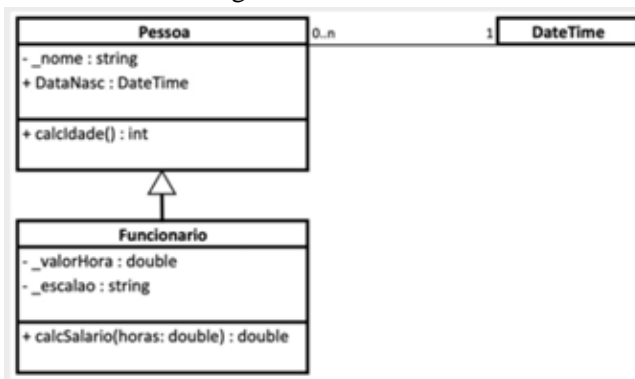 Pessoa
0..n
1
DateTime
- _nome : string
+ DataNasc : DateTime
+ calcIdade() : int
Funcionario
- _valorHora : double
- _escalao : string
+ calcSalario(horas: double) : double